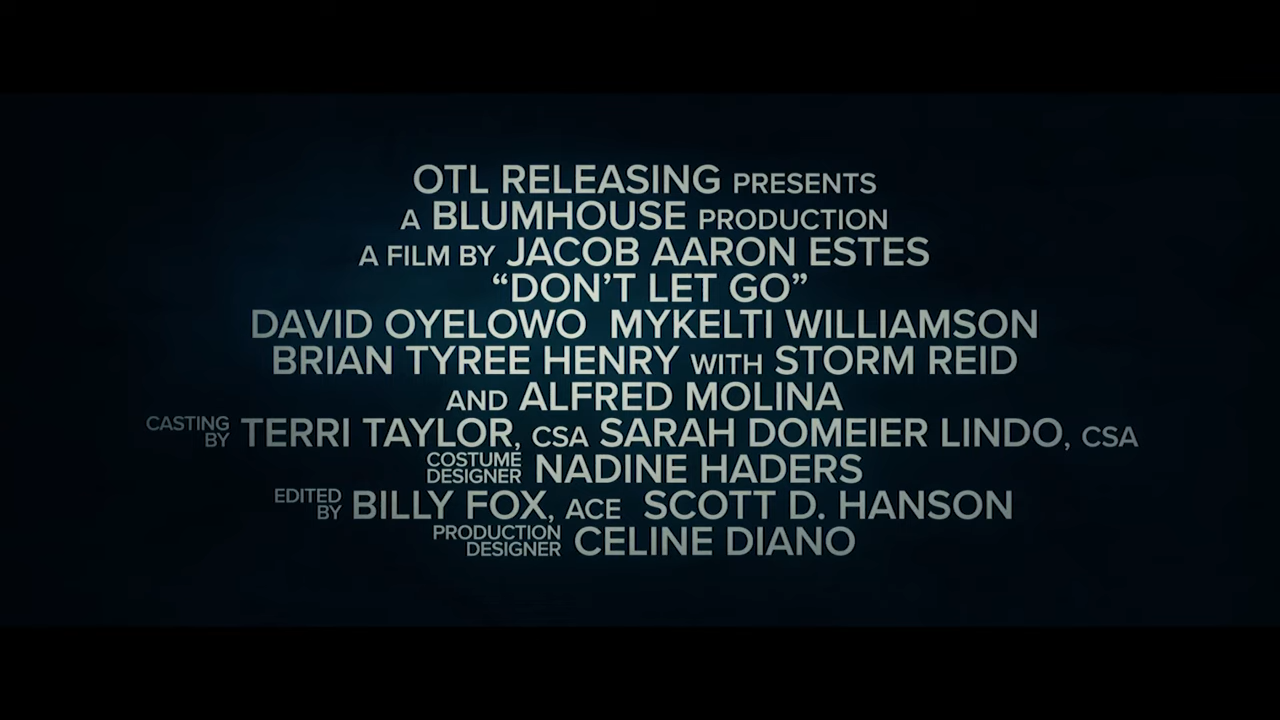 OTL RELEASING PRESENTS
A BLUMHOUSE PRODUCTION
A FILM BY JACOB AARON ESTES
“DON’T LET GO”
DAVID OYELOWO MYKELTI WILLIAMSON
BRIAN TYREE HENRY WITH STORM REID
AND ALFRED MOLINA
CASTING BY TERRI TAYLOR, CSA SARAH DOMEIER LINDO, CSA
COSTUME DESIGNER NADINE HADERS
EDITED BY BILLY FOX, ACE SCOTT D. HANSON
PRODUCTION DESIGNER CELINE DIANO